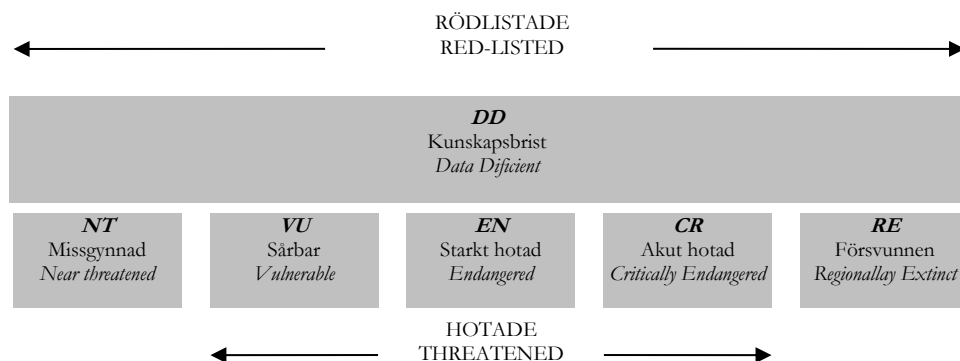 RÖDLISTADE
RED-LISTED
DD
Kunskapsbrist
Data Dificient
NT
Missgynnad
Near threatened
VU
Sårbar
Vulnerable
EN
Starkt hotad
Endangered
CR
Akut hotad
Critically Endangered
RE
Försvunnen
Regionallay Extinct
HOTADE
THREATENED